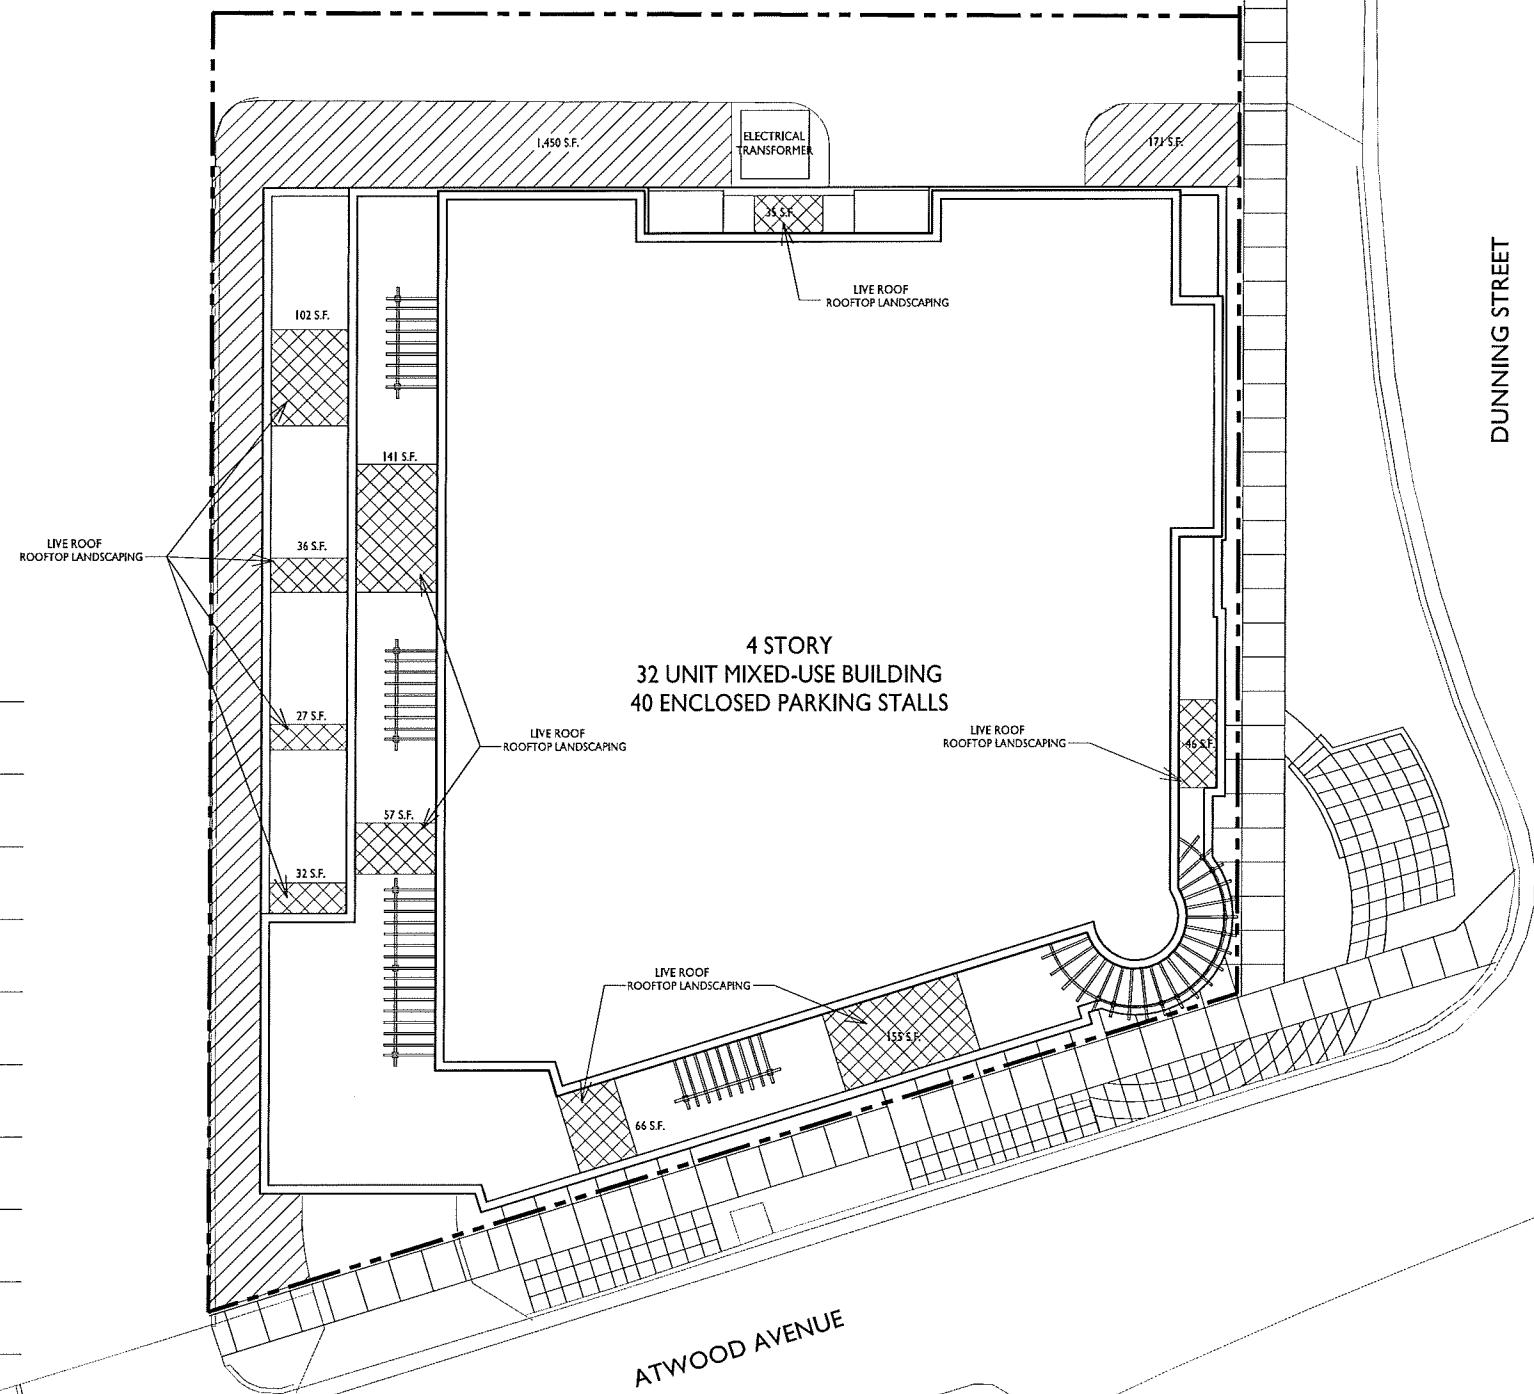 1,450 S.F.
ELECTRICAL
TRANSFORMER
171 S.F.
35 S.F.
LIVE ROOF
ROOFTOP LANDSCAPING
102 S.F.
DUNNING STREET
141 S.F.
LIVE ROOF
ROOFTOP LANDSCAPING
36 S.F.
4 STORY
32 UNIT MIXED-USE BUILDING
40 ENCLOSED PARKING STALLS
27 S.F.
LIVE ROOF
ROOFTOP LANDSCAPING
LIVE ROOF
ROOFTOP LANDSCAPING
46 S.F.
57 S.F.
32 S.F.
LIVE ROOF
ROOFTOP LANDSCAPING
155 S.F.
66 S.F.
ATWOOD AVENUE